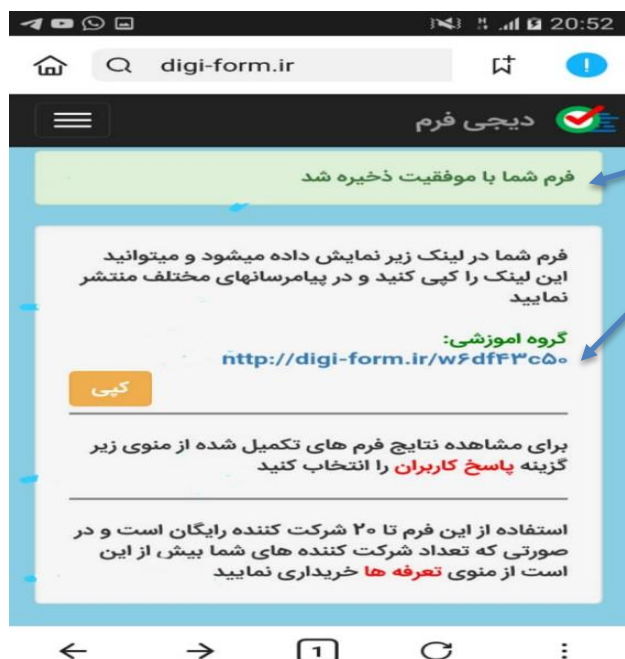 20:52
digi-form.ir
دیجی فرم
فرم شما با موفقیت ذخیره شد
فرم شما در لینک زیر نمایش داده میشود و میتوانید
این لینک را کپی کنید و در پیامرسانهای مختلف منتشر
نمایید
گروه اموزشی:
http://digi-form.ir/w۶df۴۳c۵۰
کپی
برای مشاهده نتایج فرم های تکمیل شده از منوی زیر
گزینه پاسخ کاربران را انتخاب کنید
استفاده از این فرم تا ۲۰ شرکت کننده رایگان است و در
صورتی که تعداد شرکت کننده های شما بیش از این
است از منوی تعرفه ها خریداری نمایید
1